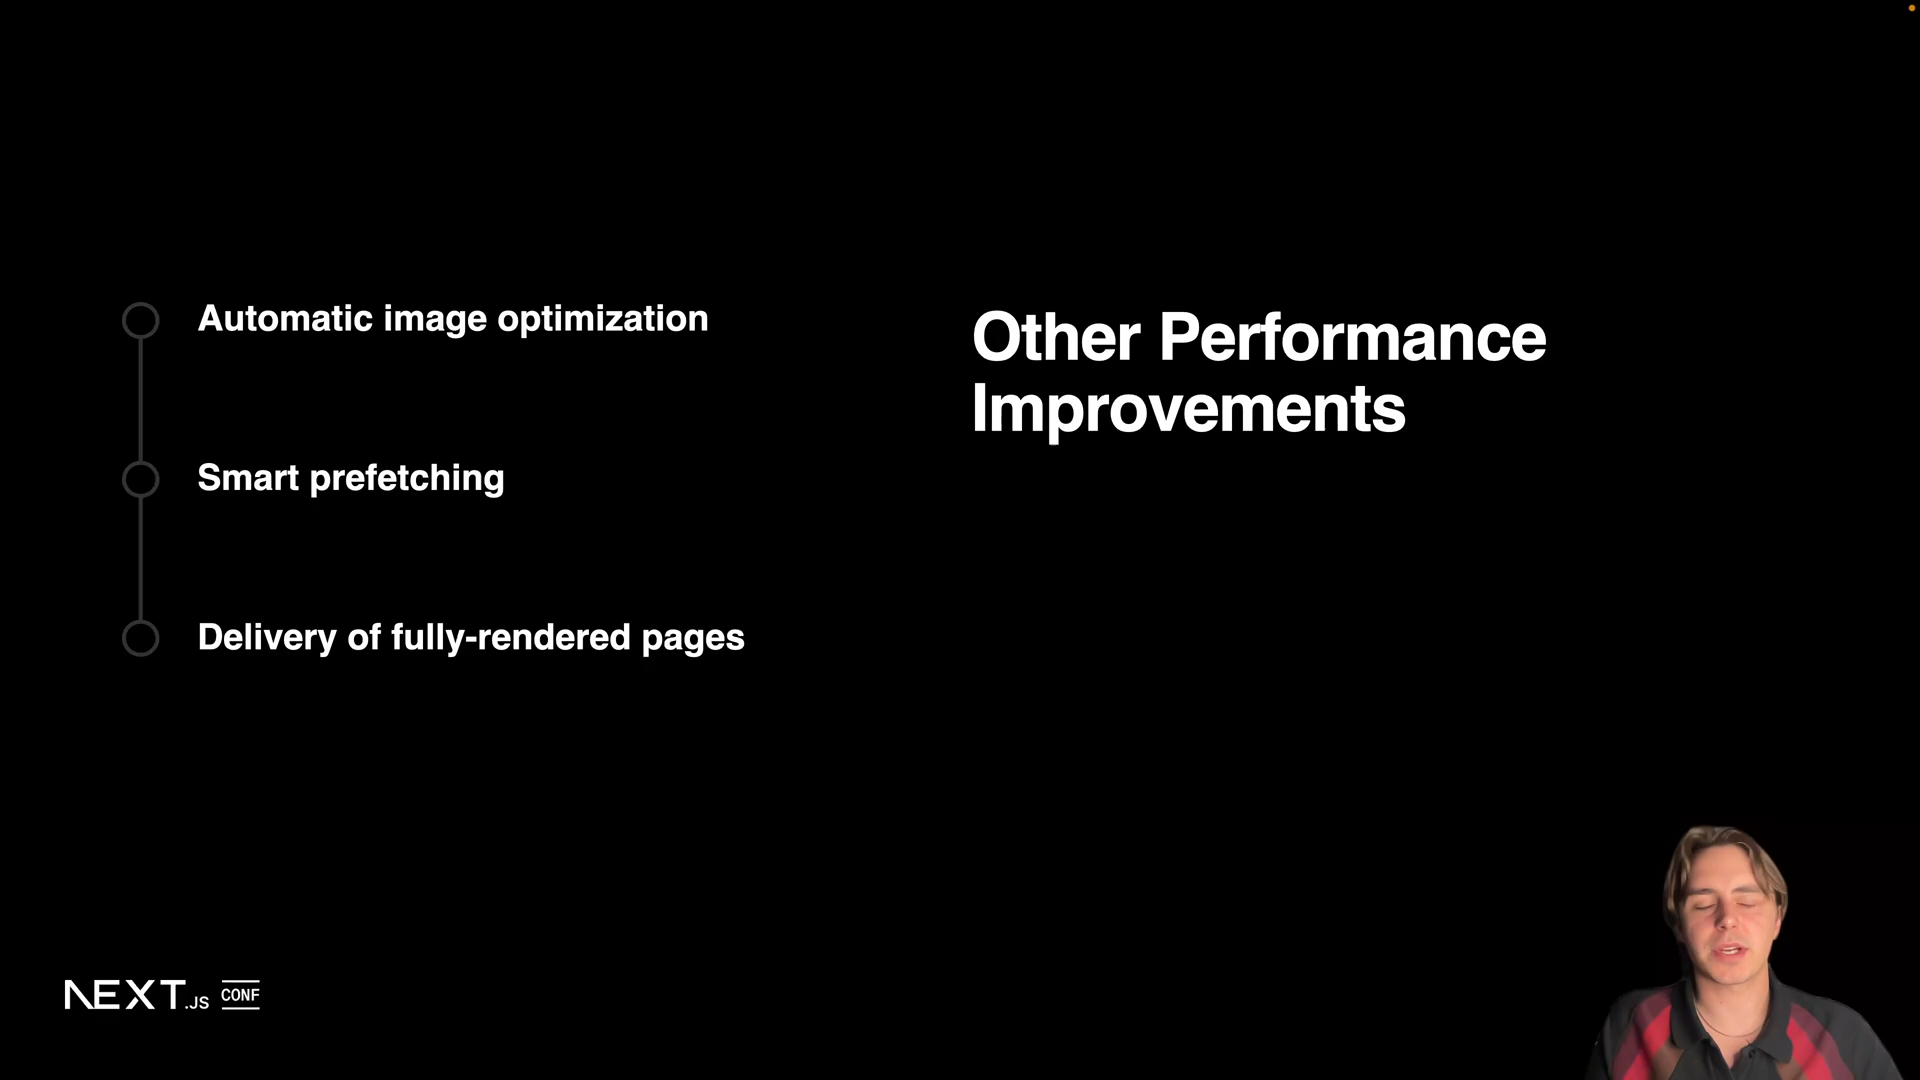 Automatic image optimization
Smart prefetching
Delivery of fully-rendered pages
Other Performance
Improvements
NEXT.JS CONF